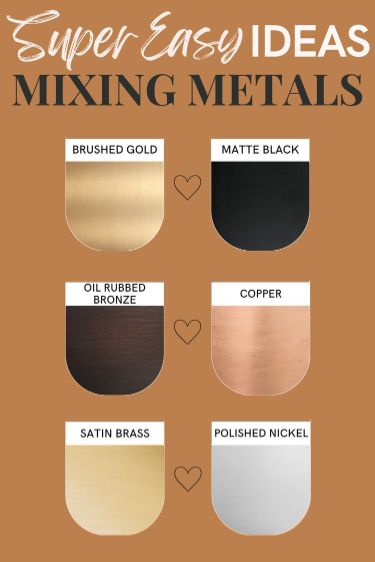 Super Easy IDEAS
MIXING METALS
BRUSHED GOLD
MATTE BLACK
OIL RUBBED
BRONZE
COPPER
SATIN BRASS
POLISHED NICKEL